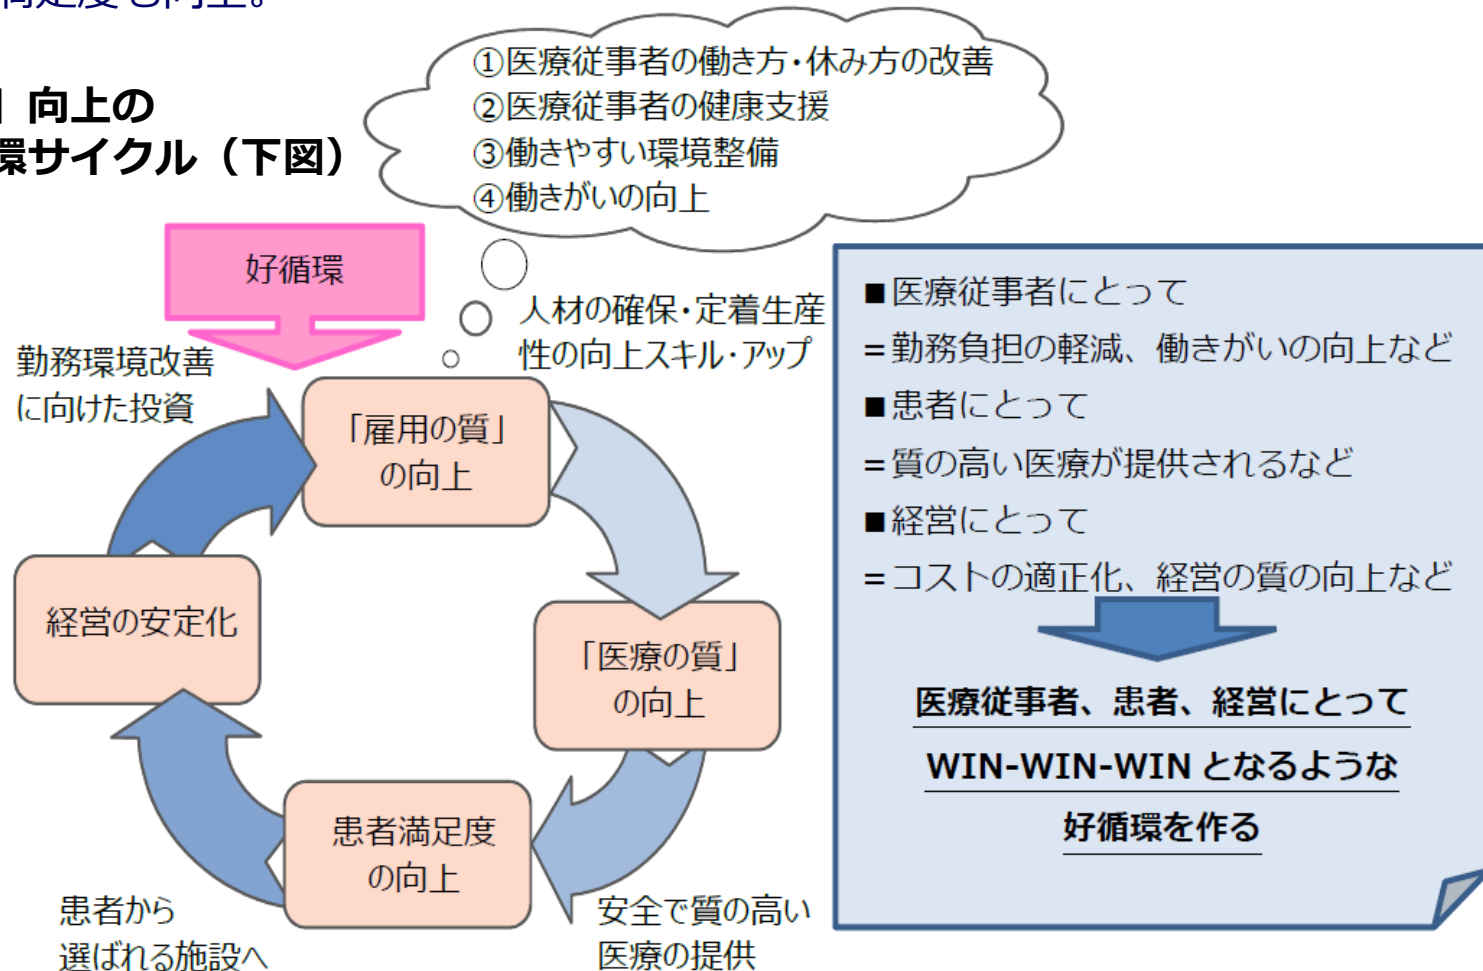 満足度も向上。
向上の
環サイクル（下図）
①医療従事者の働き方・休み方の改善
②医療従事者の健康支援
③働きやすい環境整備
④働きがいの向上
好循環
人材の確保・定着生産
性の向上スキル・アップ
勤務環境改善
に向けた投資
「雇用の質」
の向上
経営の安定化
「医療の質」
の向上
患者満足度
の向上
患者から
選ばれる施設へ
安全で質の高い
医療の提供
■医療従事者にとって
＝勤務負担の軽減、働きがいの向上など
■患者にとって
＝質の高い医療が提供されるなど
■経営にとって
＝コストの適正化、経営の質の向上など
医療従事者、患者、経営にとって
WIN-WIN-WIN となるような
好循環を作る